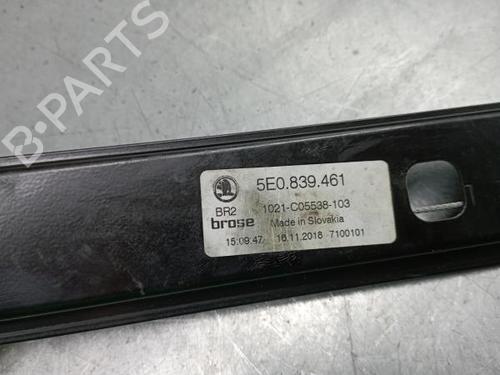 B-PARTS
5E0.839.461
BR2
1021-C05538-103
brose
Made in Slovakia
15:09:47 16.11.2018 7100101